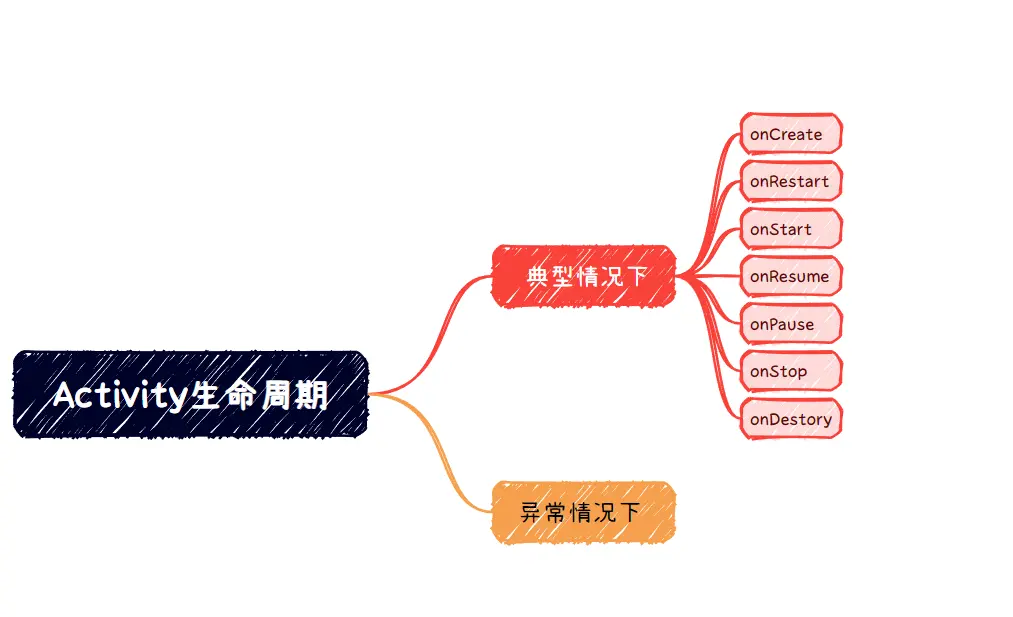 Activity生命周期
典型情况下
onCreate
onRestart
onStart
onResume
onPause
onStop
onDestory
异常情况下